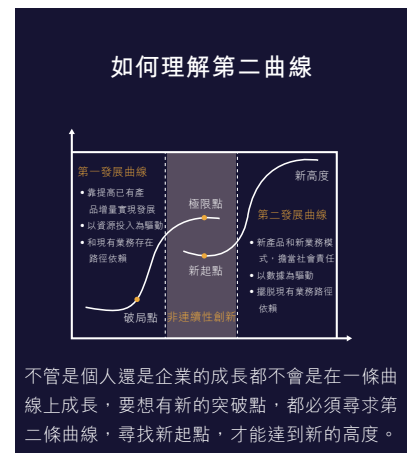 如何理解第二曲線
第一發展曲線
• 靠提高已有產
品增量實現發展
• 以資源投入為驅動
• 和現有業務存在
路徑依賴
破局點
極限點
新起點
非連續性創新
新高度
第二發展曲線
• 新產品和新業務模
式，擔當社會責任
• 以數據為驅動
• 擺脱現有業務路徑
依賴
不管是個人還是企業的成長都不會是在一條曲
線上成長，要想有新的突破點，都必須尋求第
二條曲線，尋找新起點，才能達到新的高度。